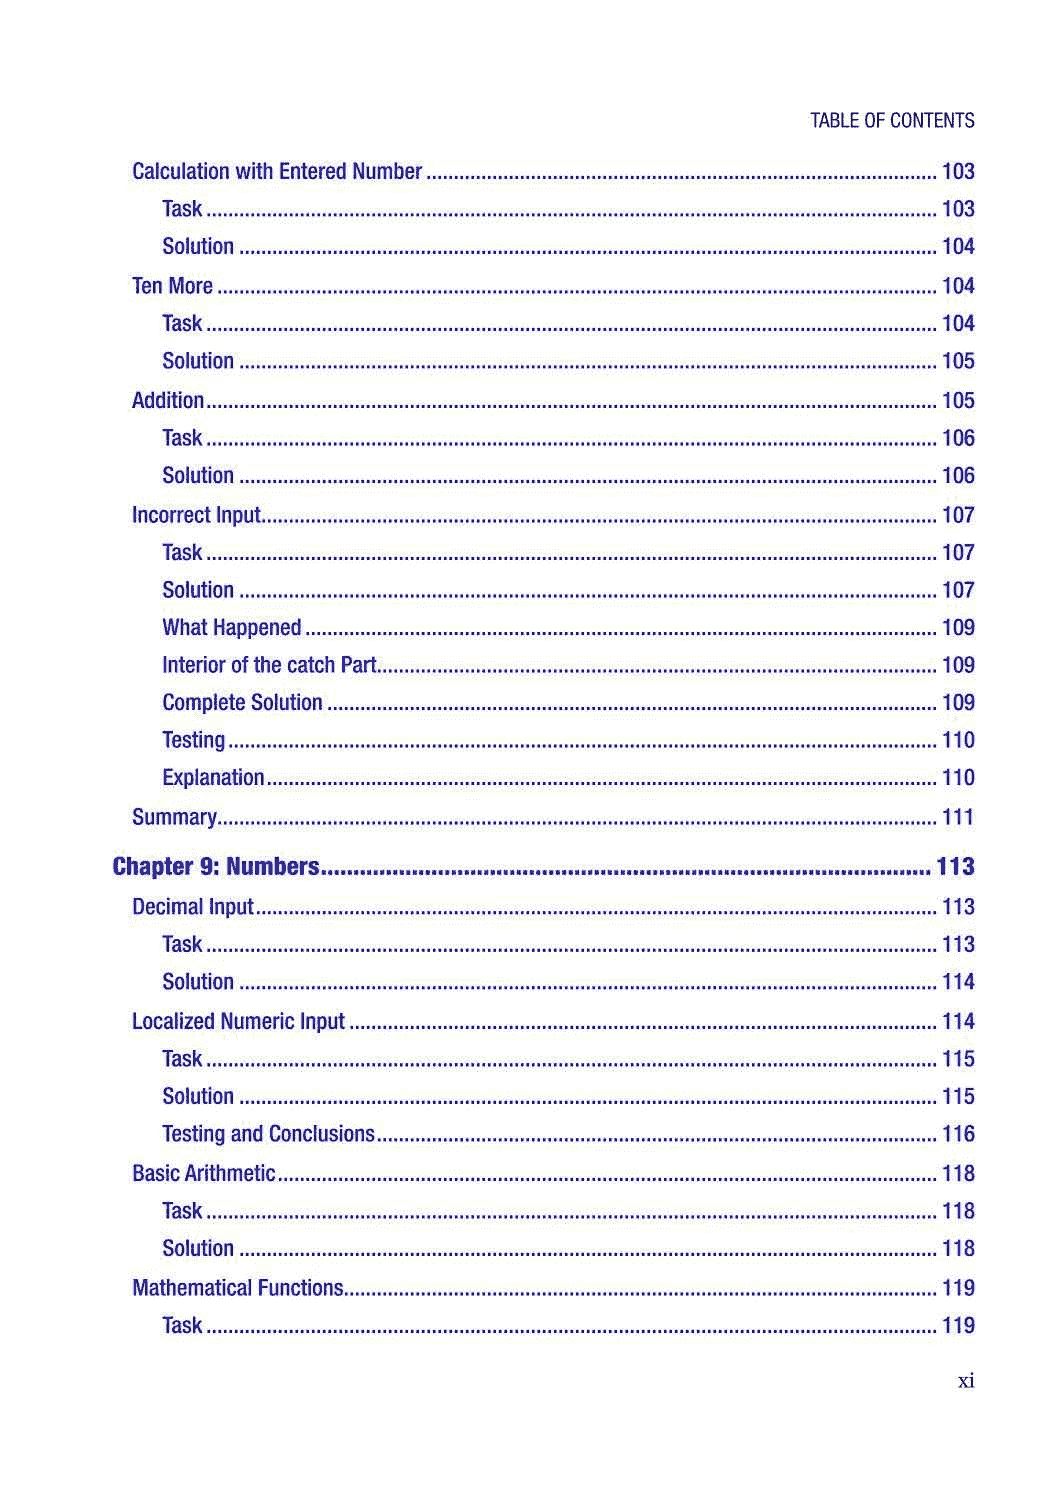 TABLE OF CONTENTS
Calculation with Entered Number ........ 103
Task ........ 103
Solution ........ 104
Ten More ........ 104
Task ........ 104
Solution ........ 105
Addition ........ 105
Task ........ 106
Solution ........ 106
Incorrect Input ........ 107
Task ........ 107
Solution ........ 107
What Happened ........ 109
Interior of the catch Part ........ 109
Complete Solution ........ 109
Testing ........ 110
Explanation ........ 110
Summary ........ 111
Chapter 9: Numbers ........ 113
Decimal Input ........ 113
Task ........ 113
Solution ........ 114
Localized Numeric Input ........ 114
Task ........ 115
Solution ........ 115
Testing and Conclusions ........ 116
Basic Arithmetic ........ 118
Task ........ 118
Solution ........ 118
Mathematical Functions ........ 119
Task ........ 119
xi